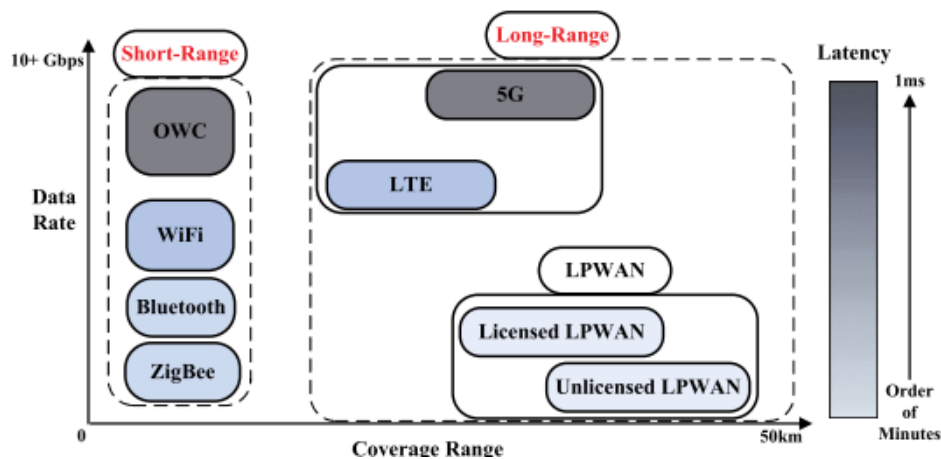 Short-Range
Long-Range
Latency
10+ Gbps
1ms
5G
OWC
LTE
Data
Rate
WiFi
LPWAN
Bluetooth
Licensed LPWAN
ZigBee
Unlicensed LPWAN
Order
of
Minutes
0
Coverage Range
50km